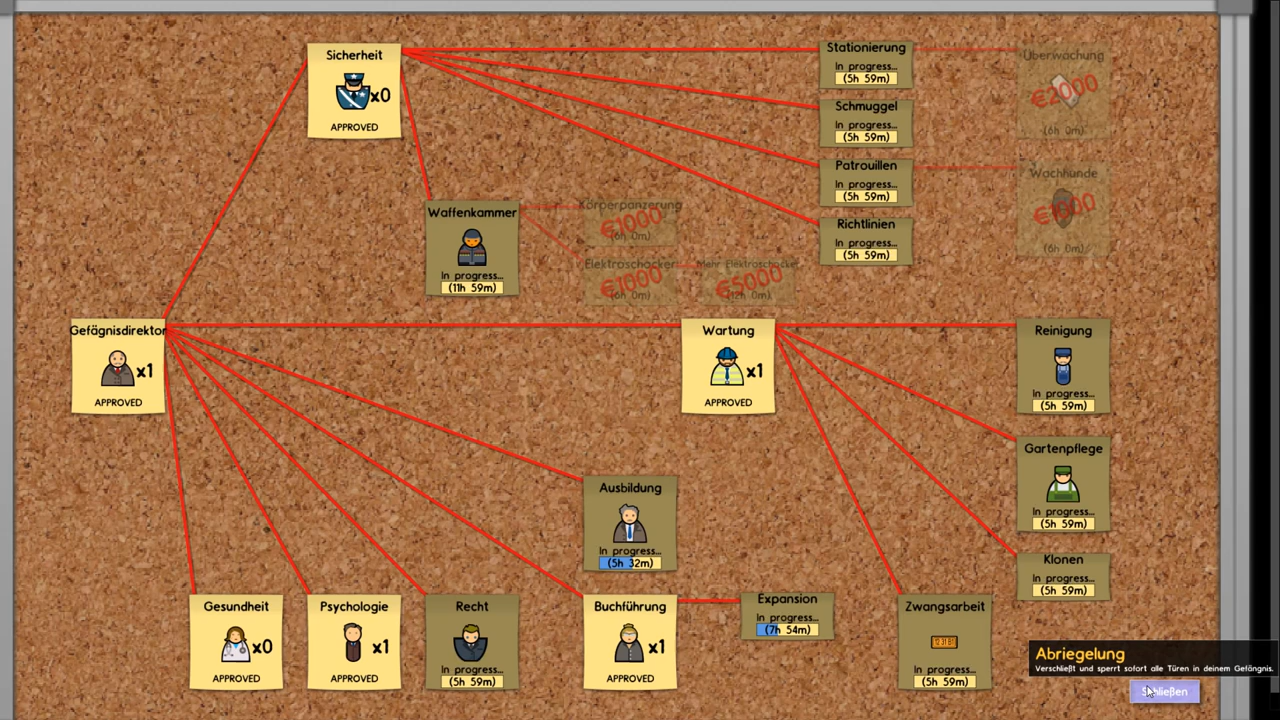 Sicherheit
x0
APPROVED
Stationierung
In progress...
(5h 59m)
Überwachung
€2000
(6h 0m)
Schmuggel
In progress...
(5h 59m)
Patrouillen
In progress...
(5h 59m)
Wachhunde
€1000
(6h 0m)
Richtlinien
In progress...
(5h 59m)
Waffenkammer
In progress...
(11h 59m)
Körperpanzerung
€1000
(6h 0m)
Elektroschocker
€1000
(6h 0m)
Mehr Elektroschocker
€5000
(12h 0m)
Gefägnisdirektor
x1
APPROVED
Wartung
x1
APPROVED
Reinigung
In progress...
(5h 59m)
Gartenpflege
In progress...
(5h 59m)
Ausbildung
In progress...
(5h 32m)
Klonen
In progress...
(5h 59m)
Gesundheit
x0
APPROVED
Psychologie
x1
APPROVED
Recht
In progress...
(5h 59m)
Buchführung
x1
APPROVED
Expansion
In progress...
(7h 54m)
Zwangsarbeit
In progress...
(5h 59m)
Abriegelung
Verschließt und sperrt sofort alle Türen in deinem Gefängnis.
Schließen